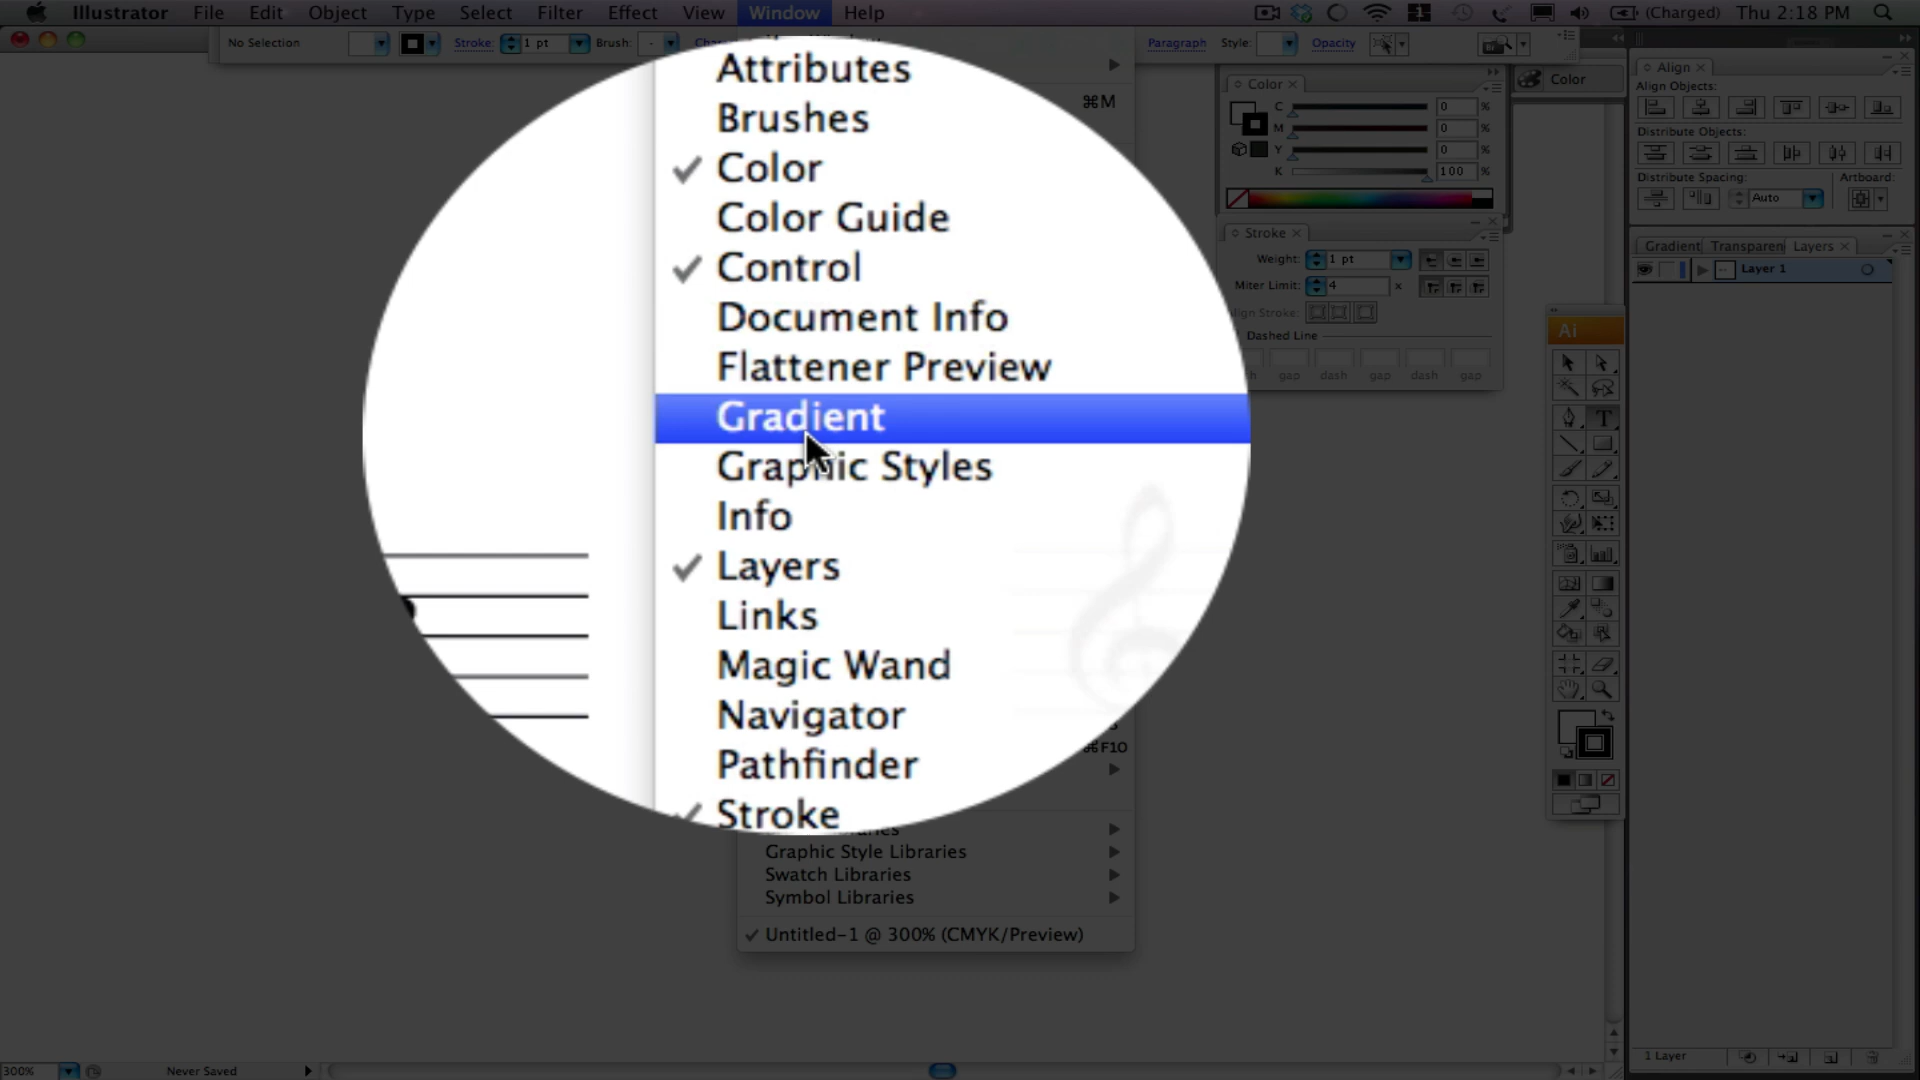 Illustrator File Edit Object Type Select Filter Effect View Window Help
(Charged) Thu 2:18 PM
No Selection Stroke: 1 pt Brush: Paragraph Style: Opacity
Attributes
⌘M
Brushes
Color
Color Guide
Control
Document Info
Flattener Preview
Gradient
Graphic Styles
Info
Layers
Links
Magic Wand
Navigator
Pathfinder
Stroke
⌘F10
Graphic Style Libraries
Swatch Libraries
Symbol Libraries
Untitled-1 @ 300% (CMYK/Preview)
Color
C 0 %
M 0 %
Y 0 %
K 100 %
Stroke
Weight: 1 pt
Miter Limit: 4 x
Align Stroke:
Dashed Line
gap dash gap dash gap
Color
Align
Align Objects:
Distribute Objects:
Distribute Spacing: Artboard:
Auto
Gradient Transparen Layers
Layer 1
Ai
T
1 Layer
300% Never Saved